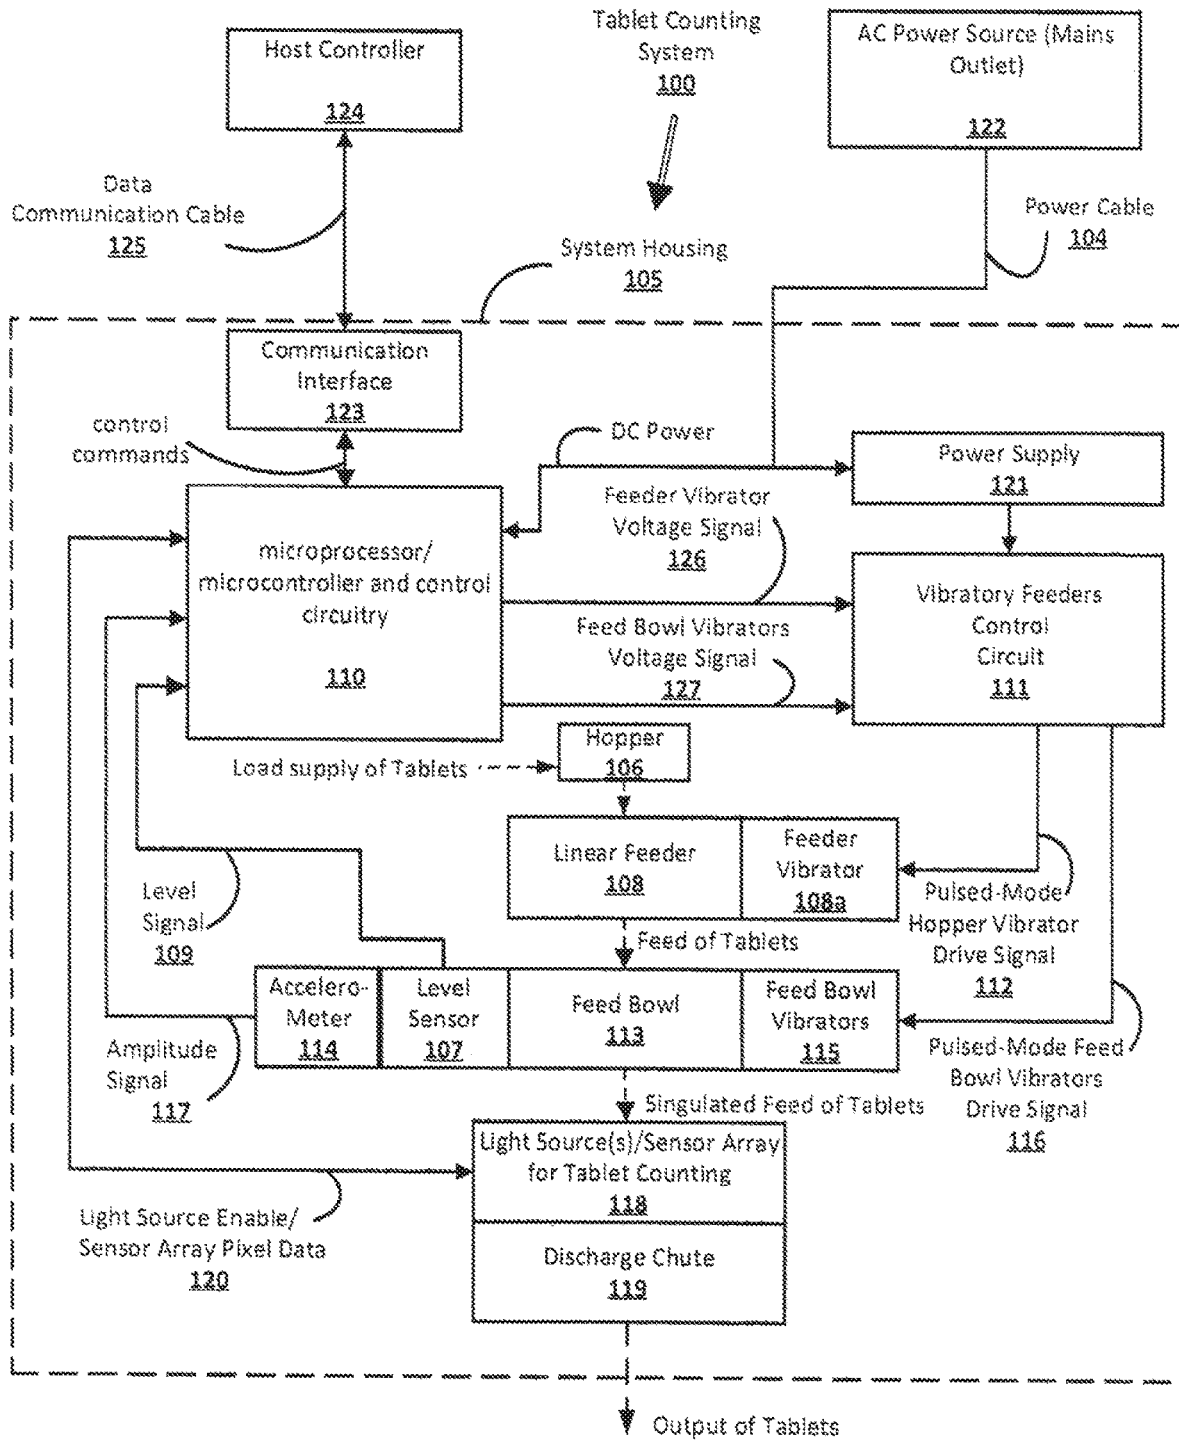 Tablet Counting
System
100
Host Controller
124
AC Power Source (Mains
Outlet)
122
Data
Communication Cable
125
Power Cable
104
System Housing
105
Communication
Interface
123
control
commands
DC Power
Power Supply
121
Feeder Vibrator
Voltage Signal
126
microprocessor/
microcontroller and control
circuitry
110
Vibratory Feeders
Control
Circuit
111
Feed Bowl Vibrators
Voltage Signal
127
Hopper
106
Load supply of Tablets
Linear Feeder
108
Feeder
Vibrator
108a
Level
Signal
109
Pulsed-Mode
Hopper Vibrator
Drive Signal
112
Feed of Tablets
Accelero-
Meter
114
Level
Sensor
107
Feed Bowl
113
Feed Bowl
Vibrators
115
Amplitude
Signal
117
Pulsed-Mode Feed
Bowl Vibrators
Drive Signal
116
Singulated Feed of Tablets
Light Source(s)/Sensor Array
for Tablet Counting
118
Light Source Enable/
Sensor Array Pixel Data
120
Discharge Chute
119
Output of Tablets